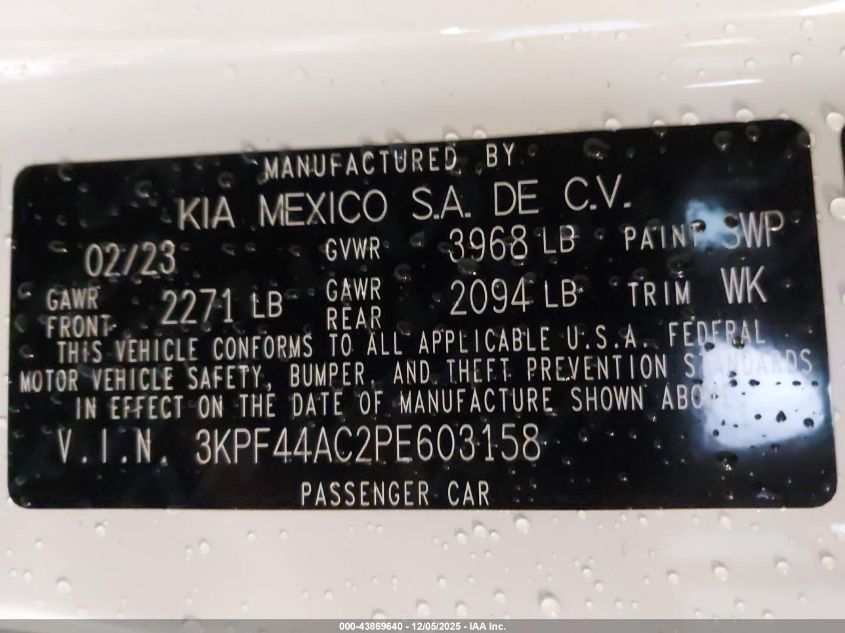 MANUFACTURED BY
KIA MEXICO S.A. DE C.V.
02/23 GVWR 3968 LB PAINT SWP
GAWR FRONT 2271 LB GAWR REAR 2094 LB TRIM WK
THIS VEHICLE CONFORMS TO ALL APPLICABLE U.S.A. FEDERAL
MOTOR VEHICLE SAFETY, BUMPER, AND THEFT PREVENTION STANDARDS
IN EFFECT ON THE DATE OF MANUFACTURE SHOWN ABO
V.I.N. 3KPF44AC2PE603158
PASSENGER CAR
000-43869640 - 12/05/2025 - IAA Inc.